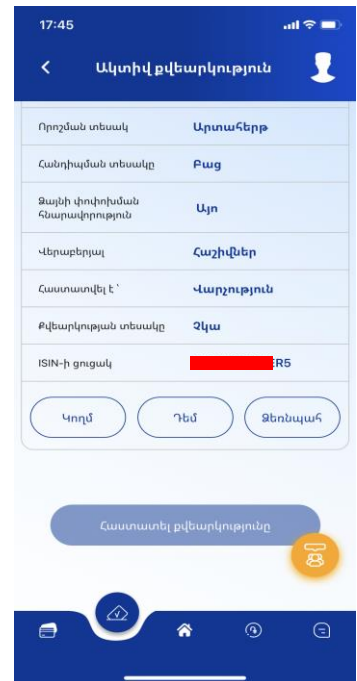 17:45
Ակտիվ քվեարկություն
Որոշման տեսակ Արտահերթ
Հանդիպման տեսակը Բաց
Ձայնի փոփոխման
հնարավորություն Այո
Վերաբերյալ Հաշիվներ
Հաստատվել է ՝ Վարչություն
Քվեարկության տեսակը Չկա
ISIN-ի ցուցակ ER5
Կողմ Դեմ Ձեռնպահ
Հաստատել քվեարկությունը